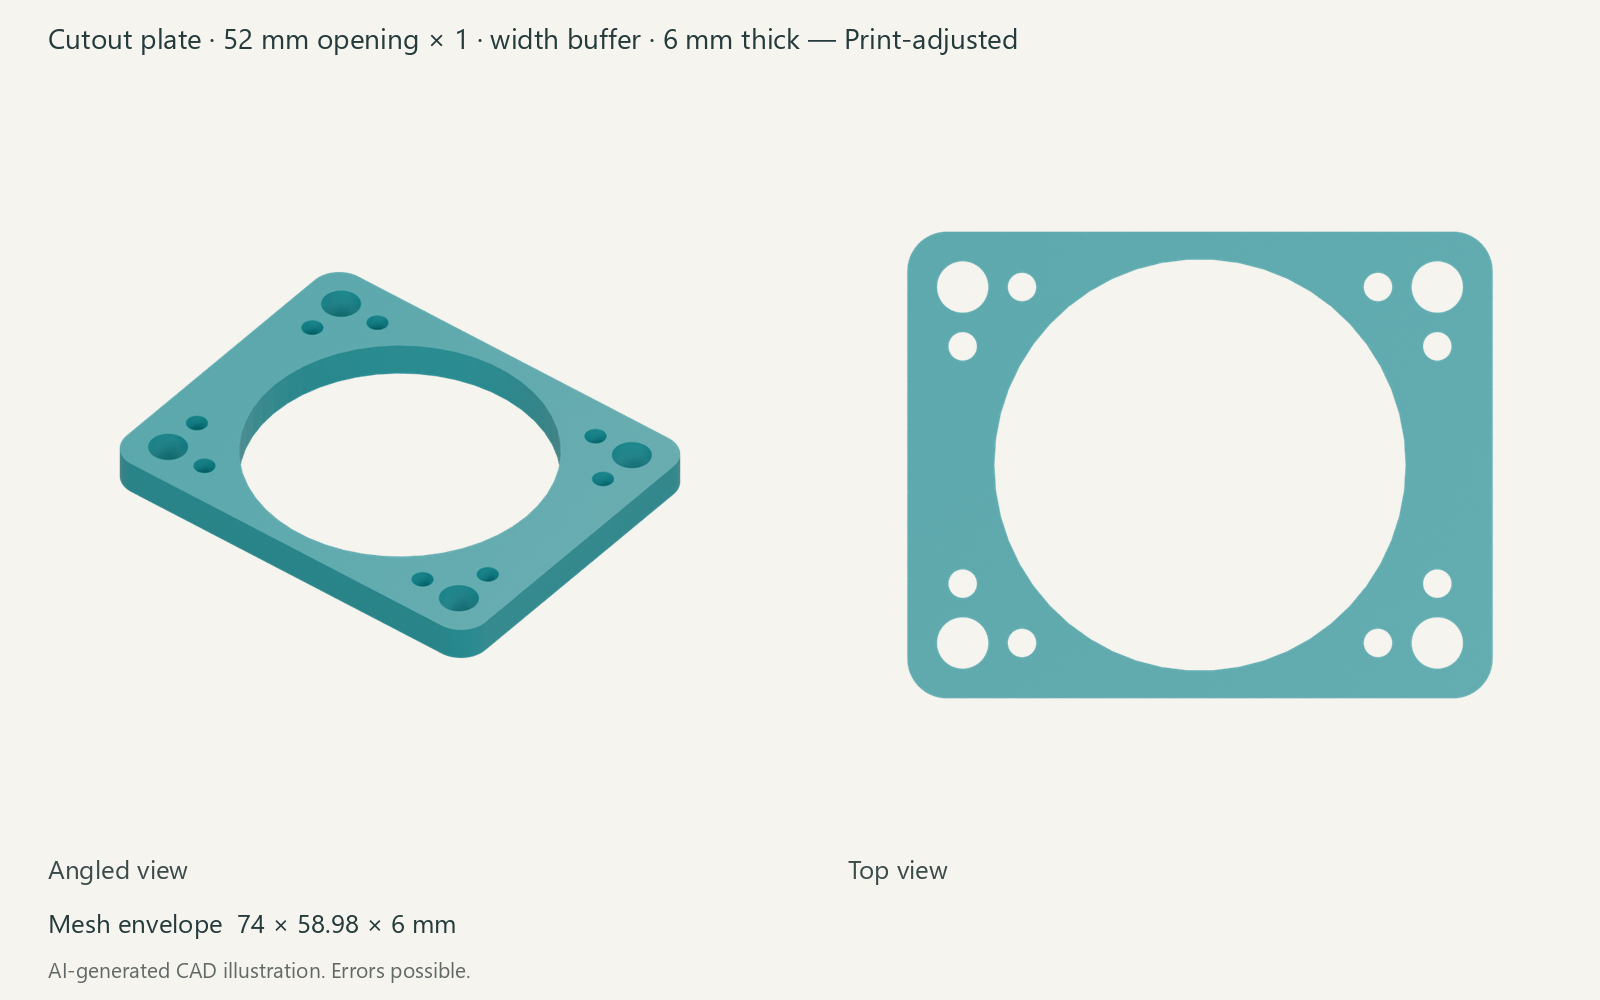 Cutout plate · 52 mm opening × 1 · width buffer · 6 mm thick — Print-adjusted
Angled view
Top view
Mesh envelope 74 × 58.98 × 6 mm
AI-generated CAD illustration. Errors possible.